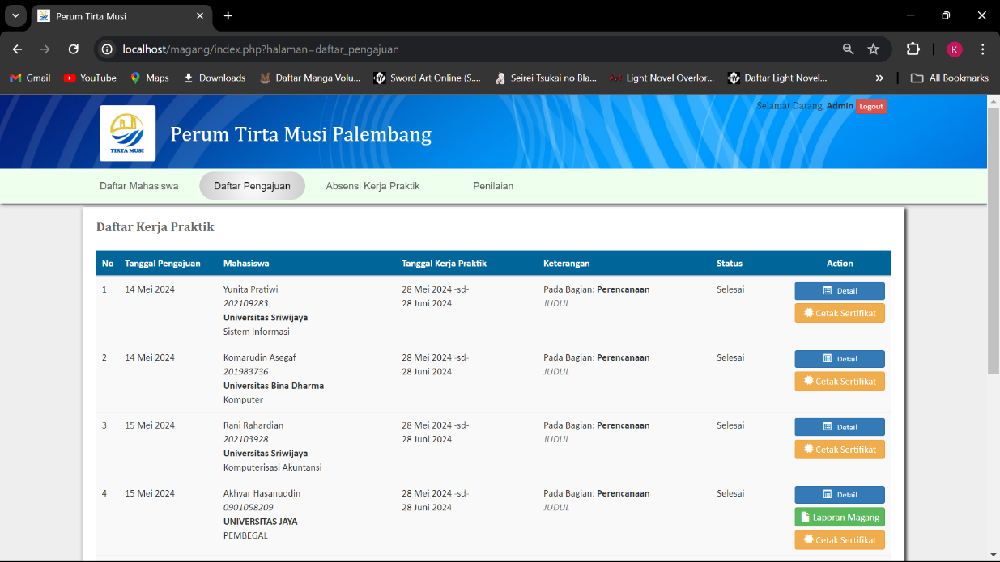 Perum Tirta Musi
localhost/magang/index.php?halaman=daftar_pengajuan
K
Gmail YouTube Maps Downloads Daftar Manga Volu... Sword Art Online (S.... Seirei Tsukai no Bla... Light Novel Overlor... Daftar Light Novel... All Bookmarks
Selamat Datang, Admin Logout
TIRTA MUSI
Perum Tirta Musi Palembang
Daftar Mahasiswa Daftar Pengajuan Absensi Kerja Praktik Penilaian
Daftar Kerja Praktik
No Tanggal Pengajuan Mahasiswa Tanggal Kerja Praktik Keterangan Status Action
1 14 Mei 2024 Yunita Pratiwi 28 Mei 2024 -sd- Pada Bagian: Perencanaan Selesai Detail
202109283 28 Juni 2024 JUDUL
Universitas Sriwijaya Cetak Sertifikat
Sistem Informasi
2 14 Mei 2024 Komarudin Asegaf 28 Mei 2024 -sd- Pada Bagian: Perencanaan Selesai Detail
201983736 28 Juni 2024 JUDUL
Universitas Bina Dharma Cetak Sertifikat
Komputer
3 15 Mei 2024 Rani Rahardian 28 Mei 2024 -sd- Pada Bagian: Perencanaan Selesai Detail
202103928 28 Juni 2024 JUDUL
Universitas Sriwijaya Cetak Sertifikat
Komputerisasi Akuntansi
4 15 Mei 2024 Akhyar Hasanuddin 28 Mei 2024 -sd- Pada Bagian: Perencanaan Selesai Detail
0901058209 28 Juni 2024 JUDUL
UNIVERSITAS JAYA Laporan Magang
PEMBEGAL Cetak Sertifikat